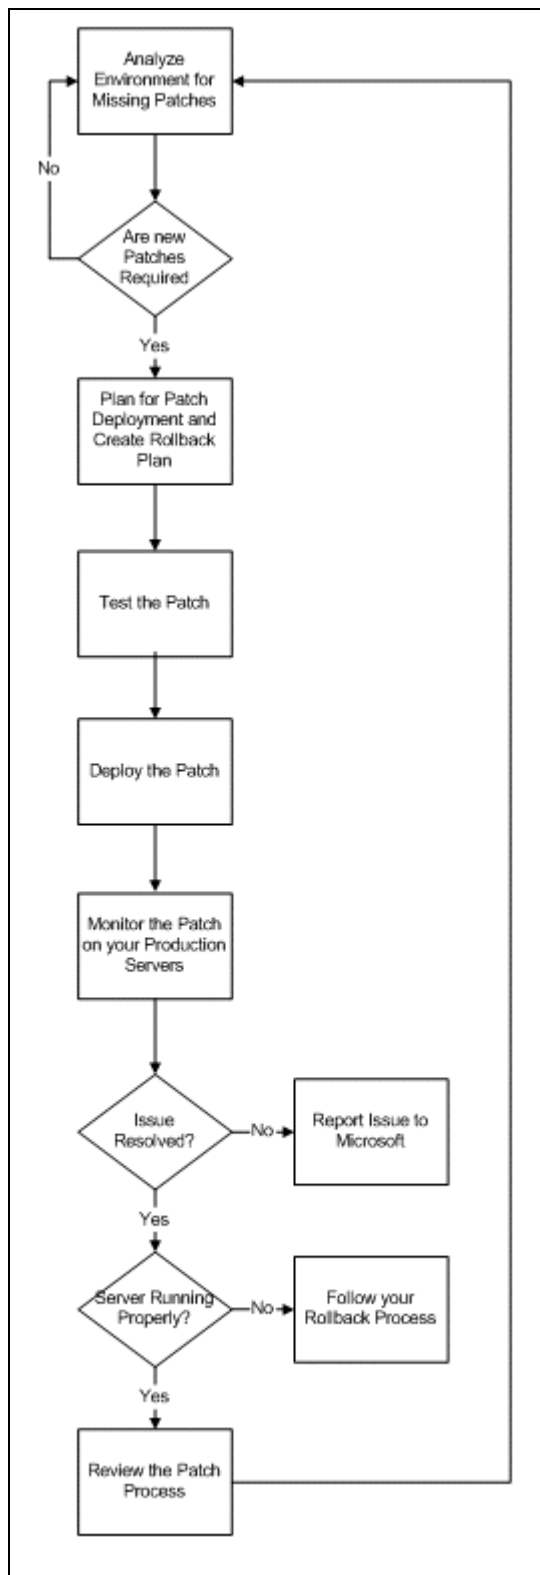 Analyze
Environment for
Missing Patches
No
Are new
Patches
Required
Yes
Plan for Patch
Deployment and
Create Rollback
Plan
Test the Patch
Deploy the Patch
Monitor the Patch
on your Production
Servers
Issue
Resolved?
No
Report Issue to
Microsoft
Yes
Server Running
Properly?
No
Follow your
Rollback Process
Yes
Review the Patch
Process